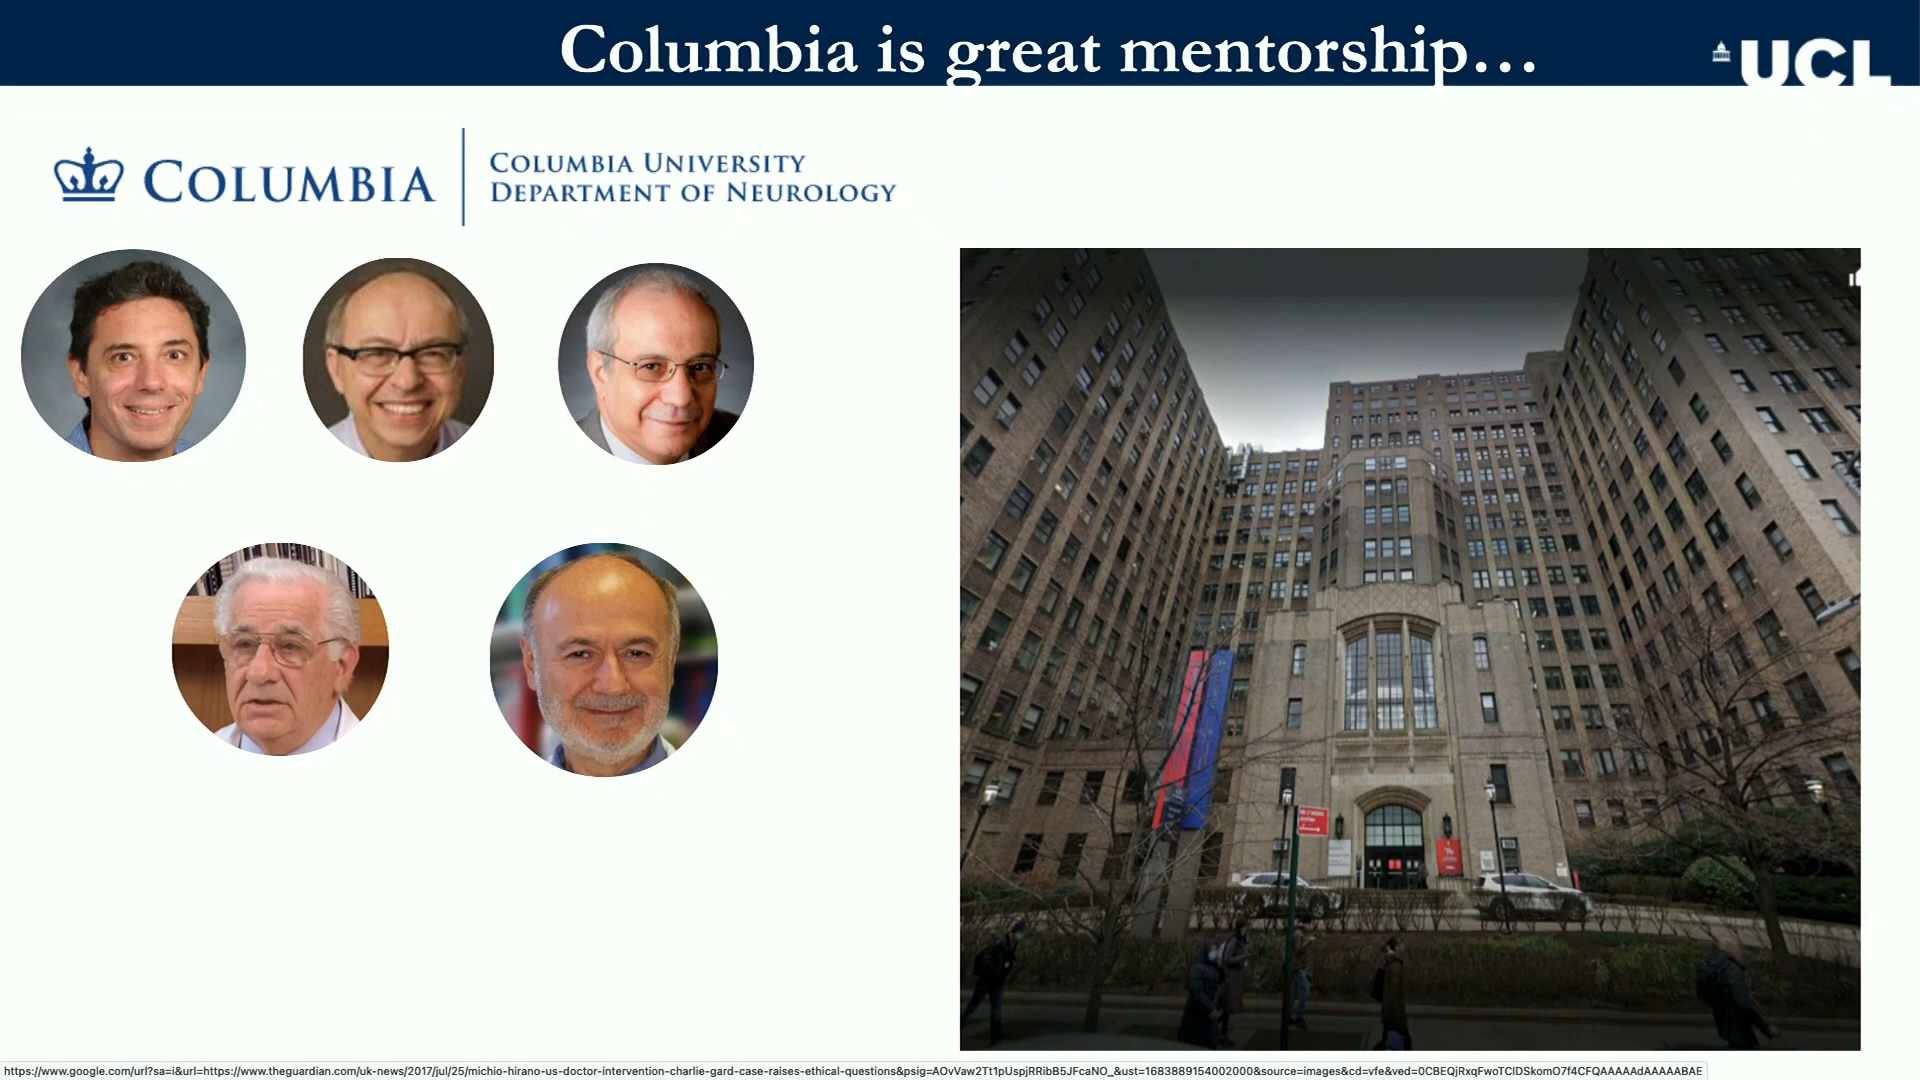 Columbia is great mentorship...
UCL
COLUMBIA
COLUMBIA UNIVERSITY
DEPARTMENT OF NEUROLOGY
https://www.google.com/url?sa=i&url=https://www.theguardian.com/uk-news/2017/jul/25/michio-hirano-us-doctor-intervention-charlie-gard-case-raises-ethical-questions&psig=AOvVaw2Tt1pUspjRRibB5JFcaNO_&ust=1683889154002000&source=images&cd=vfe&ved=0CBEQjRxqFwoTCIDSkomO7f4CFQAAAAAdAAAAABAE